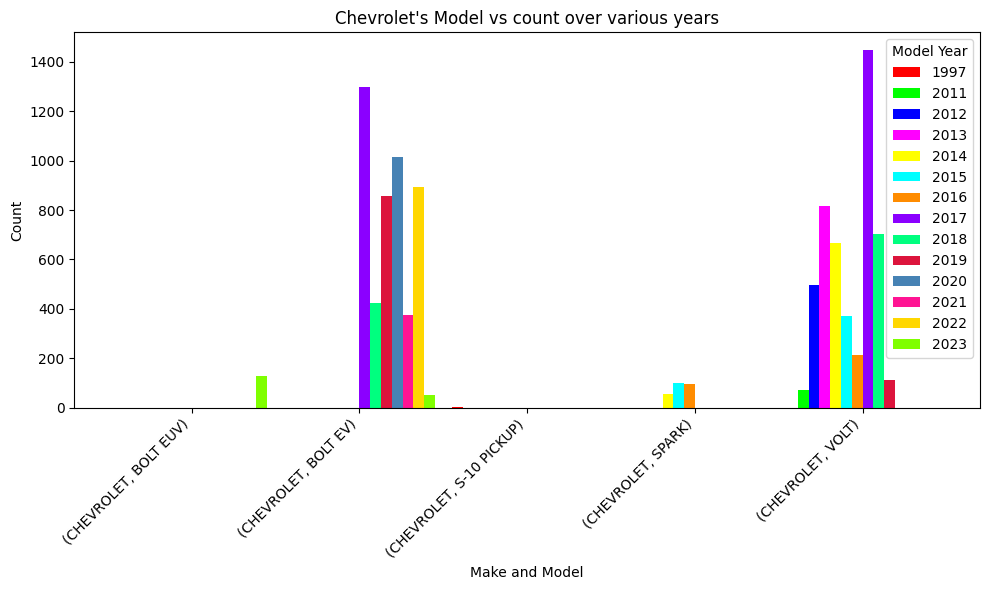 Chevrolet's Model vs count over various years
Count
1400
1200
1000
800
600
400
200
0
Model Year
1997
2011
2012
2013
2014
2015
2016
2017
2018
2019
2020
2021
2022
2023
(CHEVROLET, BOLT EUV)
(CHEVROLET, BOLT EV)
(CHEVROLET, S-10 PICKUP)
(CHEVROLET, SPARK)
(CHEVROLET, VOLT)
Make and Model